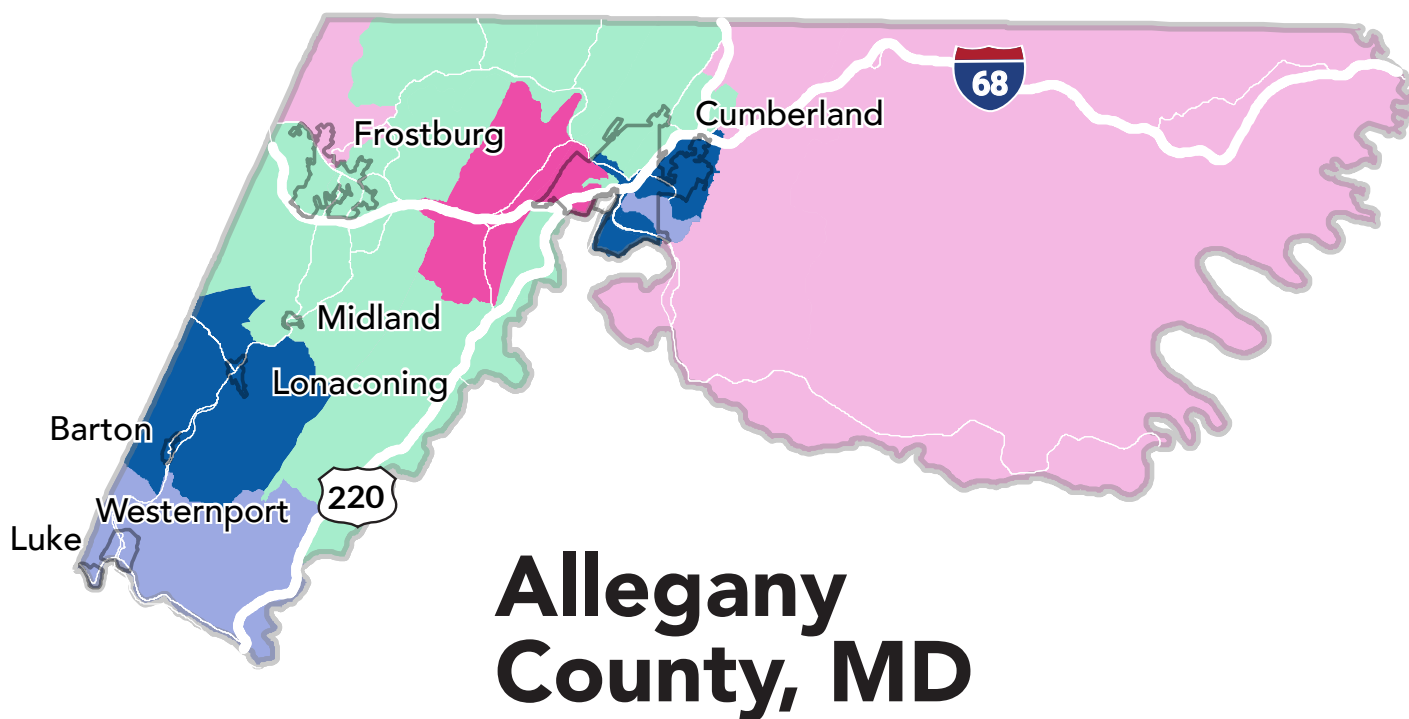 68
Cumberland
Frostburg
Midland
Lonaconing
Barton
220
Westernport
Luke
Allegany
County, MD